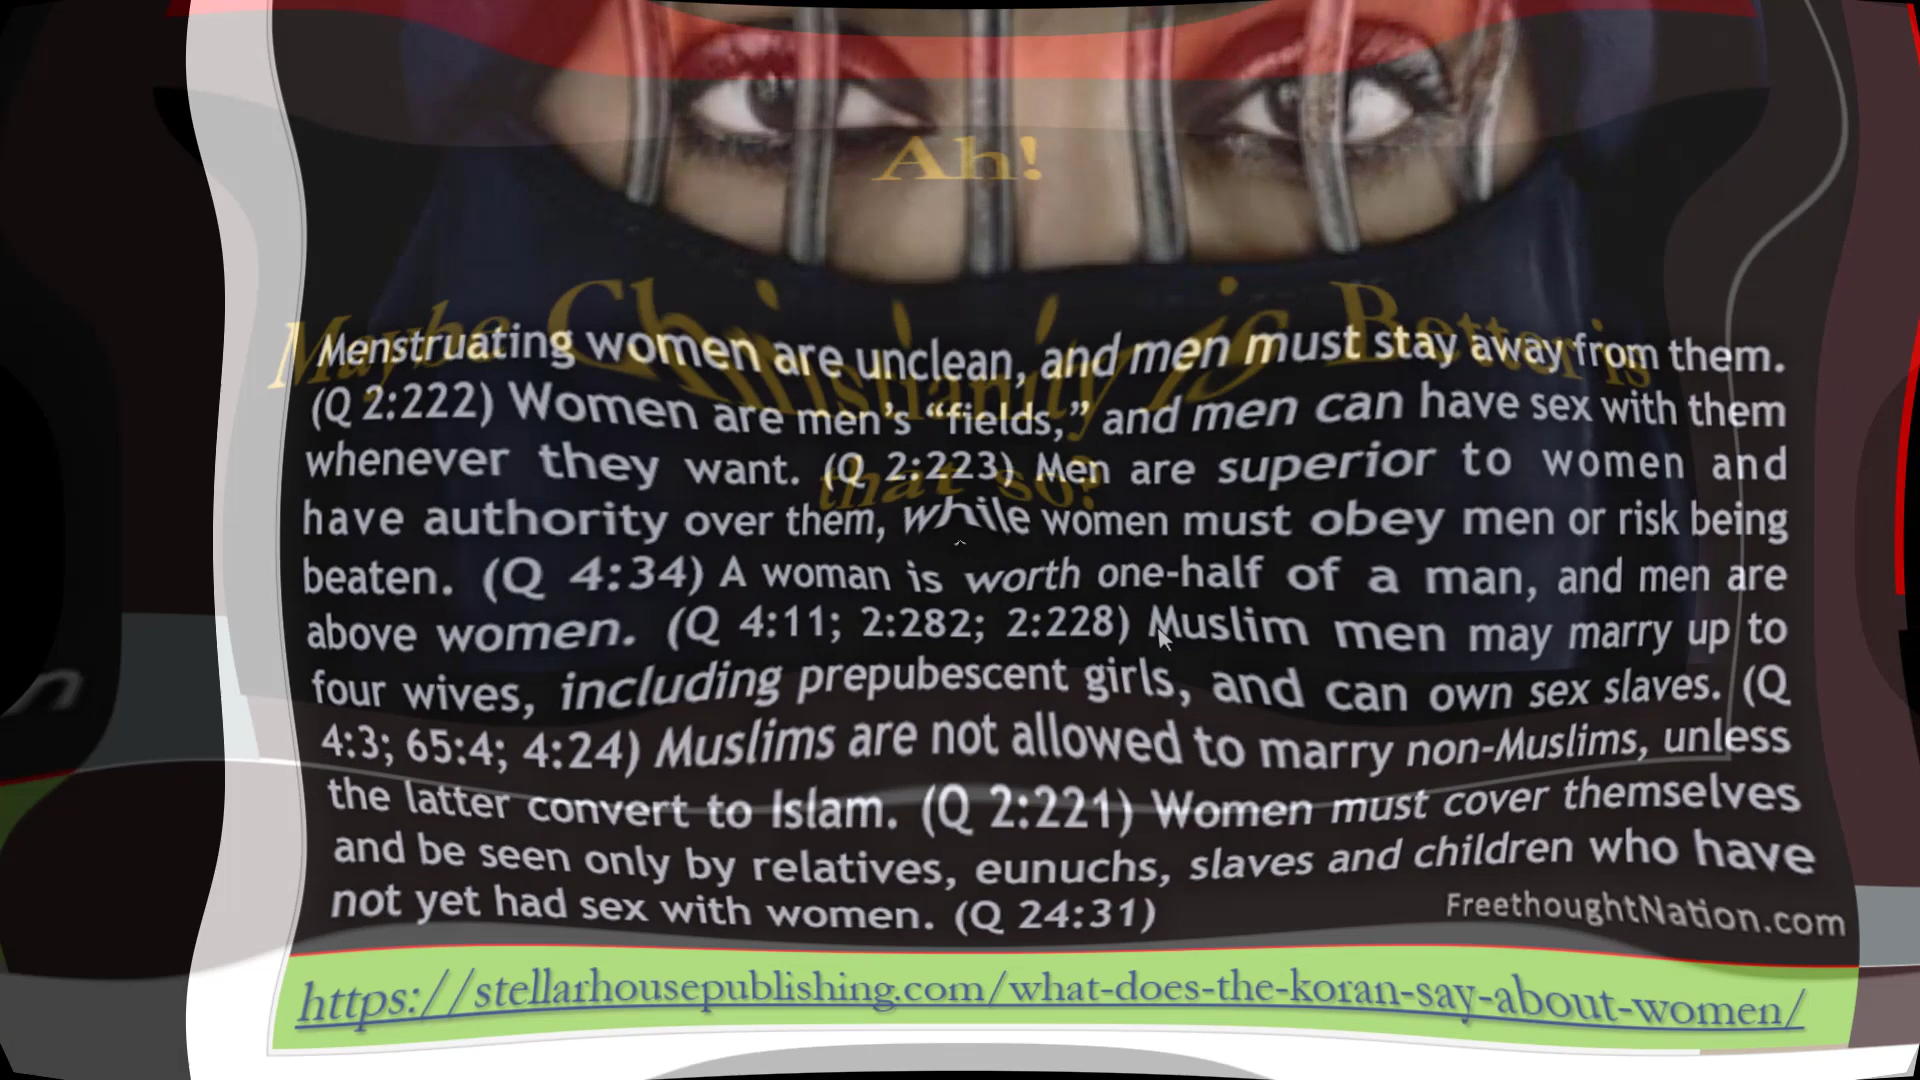 Ah!
Maybe Christianity is Better is
that so?
Menstruating women are unclean, and men must stay away from them.
(Q 2:222) Women are men's “fields,” and men can have sex with them
whenever they want. (Q 2:223) Men are superior to women and
have authority over them, while women must obey men or risk being
beaten. (Q 4:34) A woman is worth one-half of a man, and men are
above women. (Q 4:11; 2:282; 2:228) Muslim men may marry up to
four wives, including prepubescent girls, and can own sex slaves. (Q
4:3; 65:4; 4:24) Muslims are not allowed to marry non-Muslims, unless
the latter convert to Islam. (Q 2:221) Women must cover themselves
and be seen only by relatives, eunuchs, slaves and children who have
not yet had sex with women. (Q 24:31)
FreethoughtNation.com
https://stellarhousepublishing.com/what-does-the-koran-say-about-women/